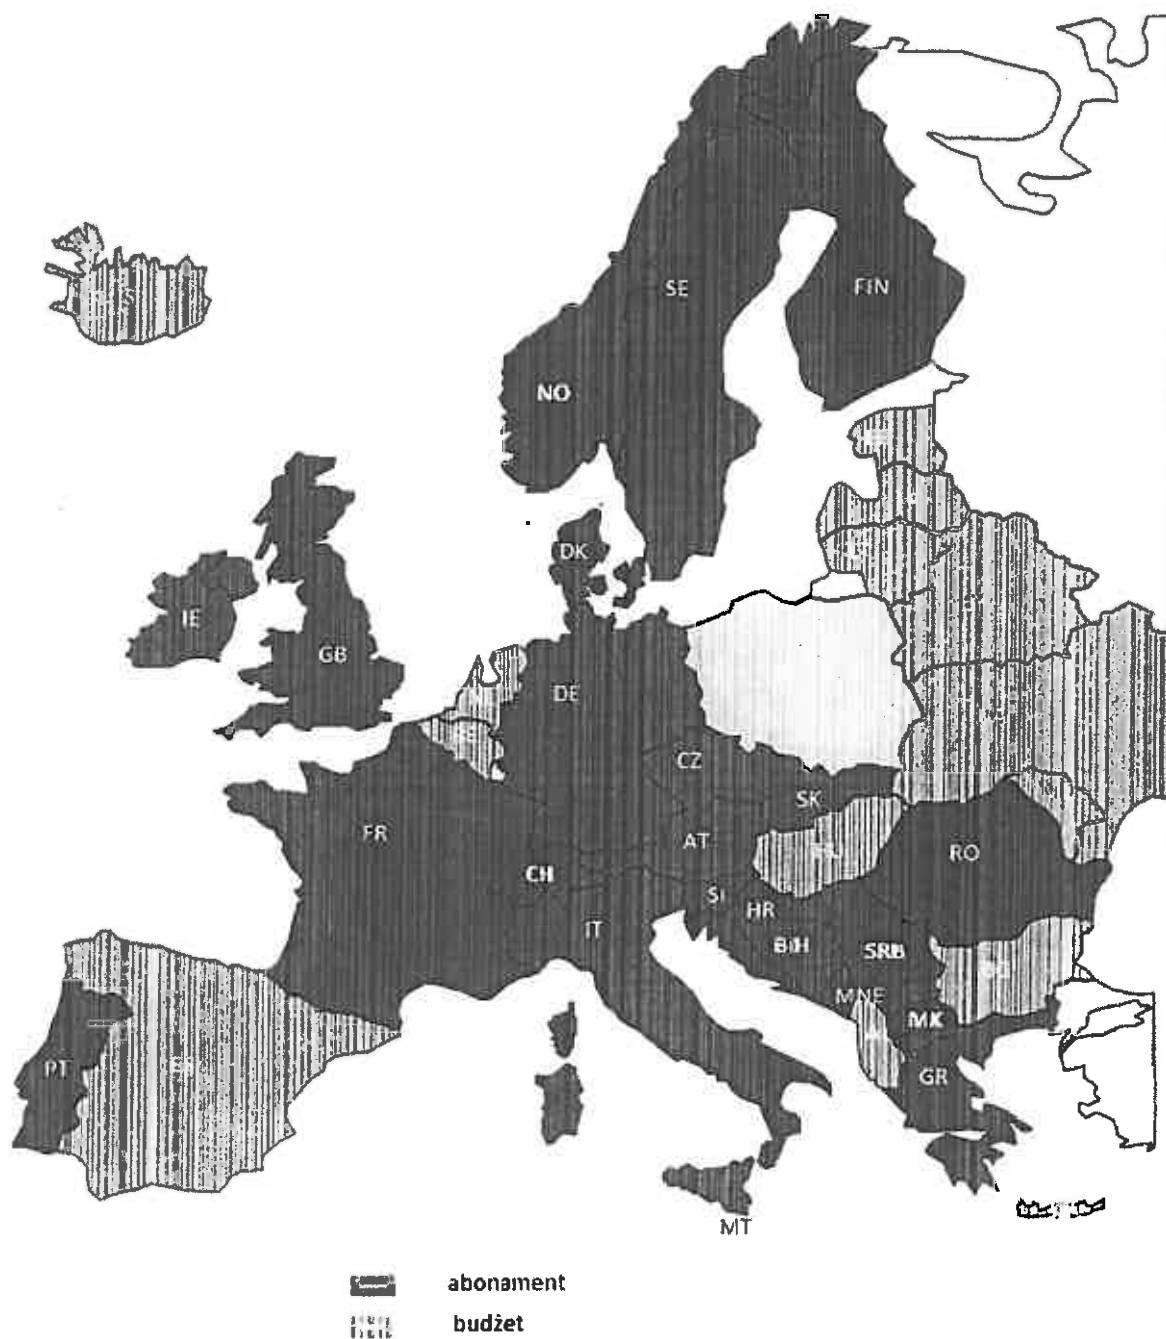 SE
FIN
NO
DK
IE
GB
DE
CZ
SK
FR
AT
RO
CH
SI
HR
IT
BIH
SRB
MNE
MK
PT
GR
MT
abonament
budżet